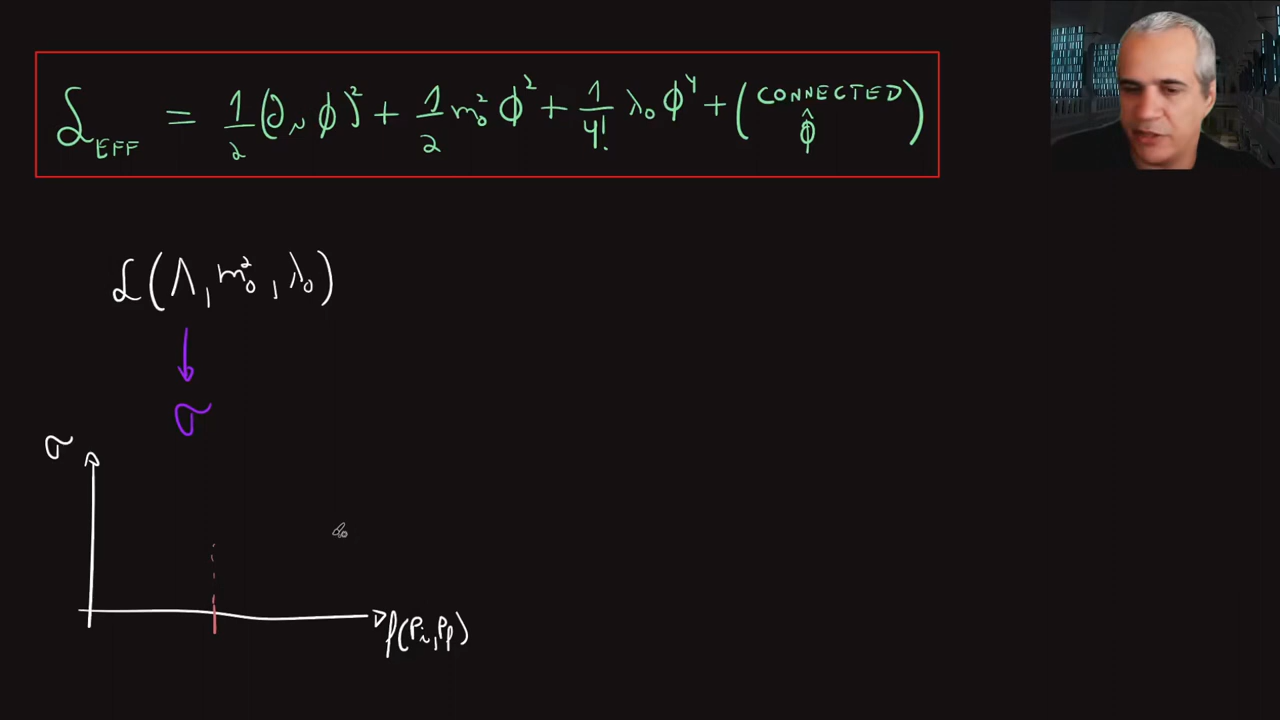 ℒ_EFF = 1/2 (∂_μ ϕ)² + 1/2 m₀² ϕ² + 1/4! λ₀ ϕ⁴ + (CONNECTED ϕ̂)
ℒ(Λ, m₀², λ₀)
σ
σ
f(p_i, p_f)